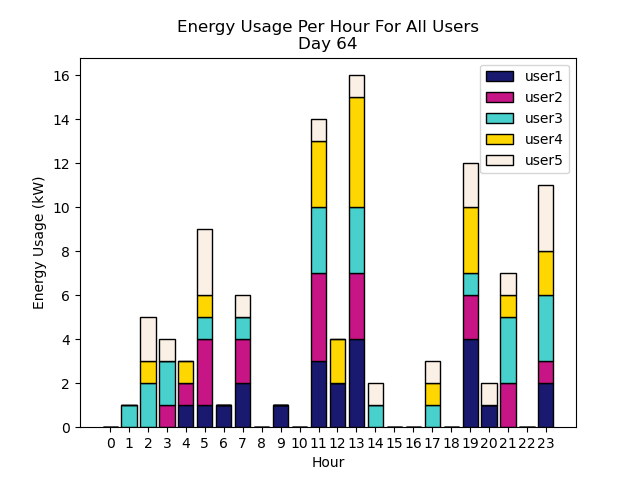 Energy Usage Per Hour For All Users
Day 64
Energy Usage (kW)
16
14
12
10
8
6
4
2
0
user1
user2
user3
user4
user5
0 1 2 3 4 5 6 7 8 9 10 11 12 13 14 15 16 17 18 19 20 21 22 23
Hour